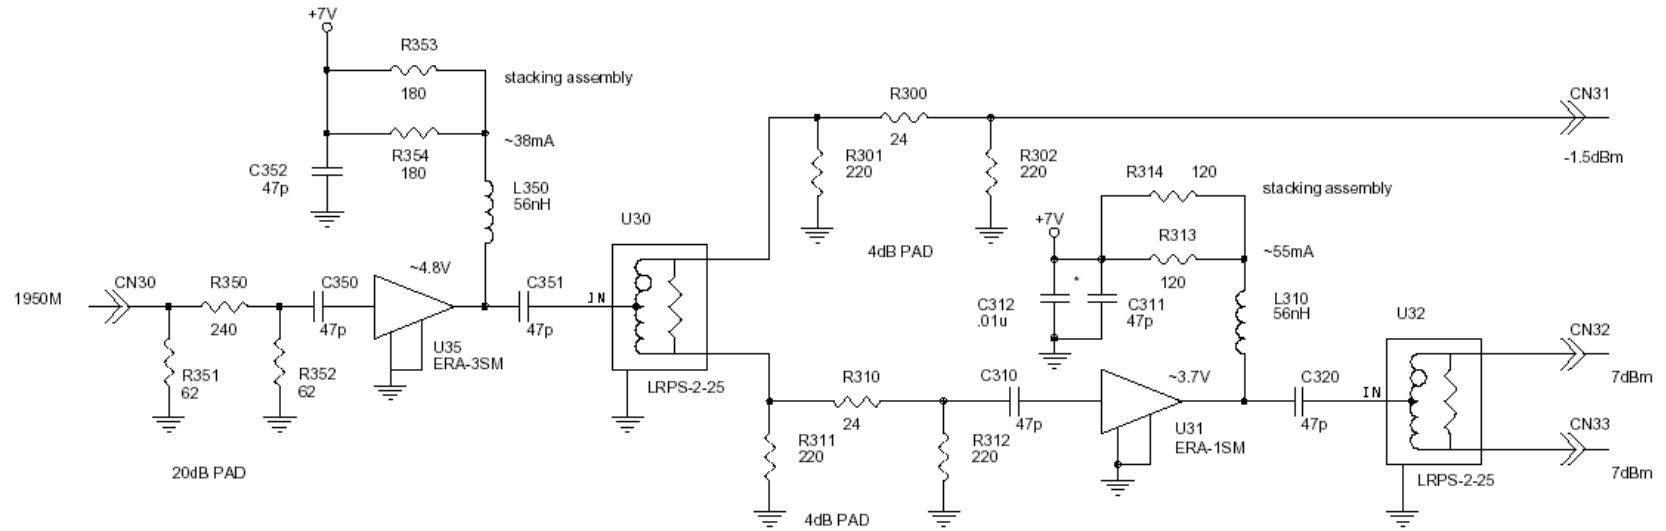 +7V
R353
180
stacking assembly
R354
180
~38mA
C352
47p
L350
56nH
1950M
CN30
R350
240
R351
62
R352
62
20dB PAD
C350
47p
~4.8V
U35
ERA-3SM
C351
47p
U30
IN
LRPS-2-25
R300
24
R301
220
R302
220
4dB PAD
CN31
-1.5dBm
R314
120
stacking assembly
+7V
R313
120
~55mA
C312
.01u
*
C311
47p
L310
56nH
R310
24
R311
220
R312
220
4dB PAD
C310
47p
~3.7V
U31
ERA-1SM
C320
47p
U32
IN
LRPS-2-25
CN32
7dBm
CN33
7dBm